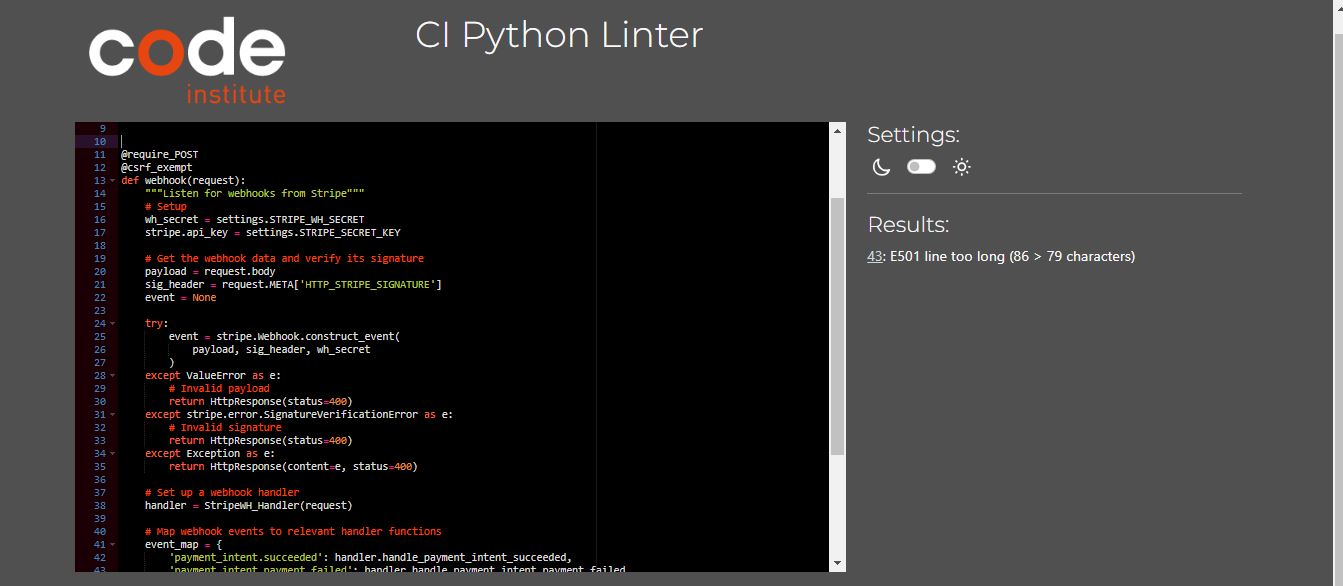 code
institute
CI Python Linter
9
10
11 @require_POST
12 @csrf_exempt
13 def webhook(request):
14     """Listen for webhooks from Stripe"""
15     # Setup
16     wh_secret = settings.STRIPE_WH_SECRET
17     stripe.api_key = settings.STRIPE_SECRET_KEY
18
19     # Get the webhook data and verify its signature
20     payload = request.body
21     sig_header = request.META['HTTP_STRIPE_SIGNATURE']
22     event = None
23
24     try:
25         event = stripe.Webhook.construct_event(
26             payload, sig_header, wh_secret
27         )
28     except ValueError as e:
29         # Invalid payload
30         return HttpResponse(status=400)
31     except stripe.error.SignatureVerificationError as e:
32         # Invalid signature
33         return HttpResponse(status=400)
34     except Exception as e:
35         return HttpResponse(content=e, status=400)
36
37     # Set up a webhook handler
38     handler = StripeWH_Handler(request)
39
40     # Map webhook events to relevant handler functions
41     event_map = {
42         'payment_intent.succeeded': handler.handle_payment_intent_succeeded,
43         'payment_intent.payment_failed': handler.handle_payment_intent_payment_failed
Settings:
Results:
43: E501 line too long (86 > 79 characters)